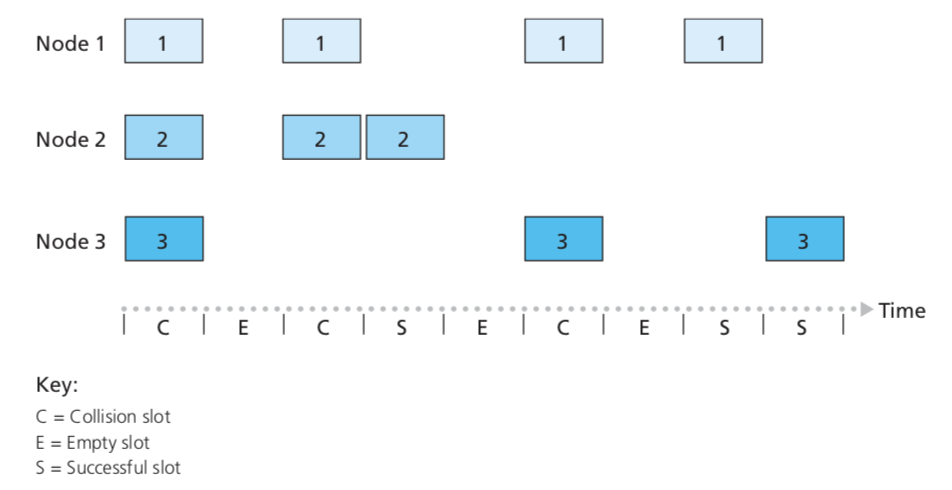 Node 1 1 1 1 1
Node 2 2 2 2
Node 3 3 3 3
Time
C E C S E C E S S
Key:
C = Collision slot
E = Empty slot
S = Successful slot